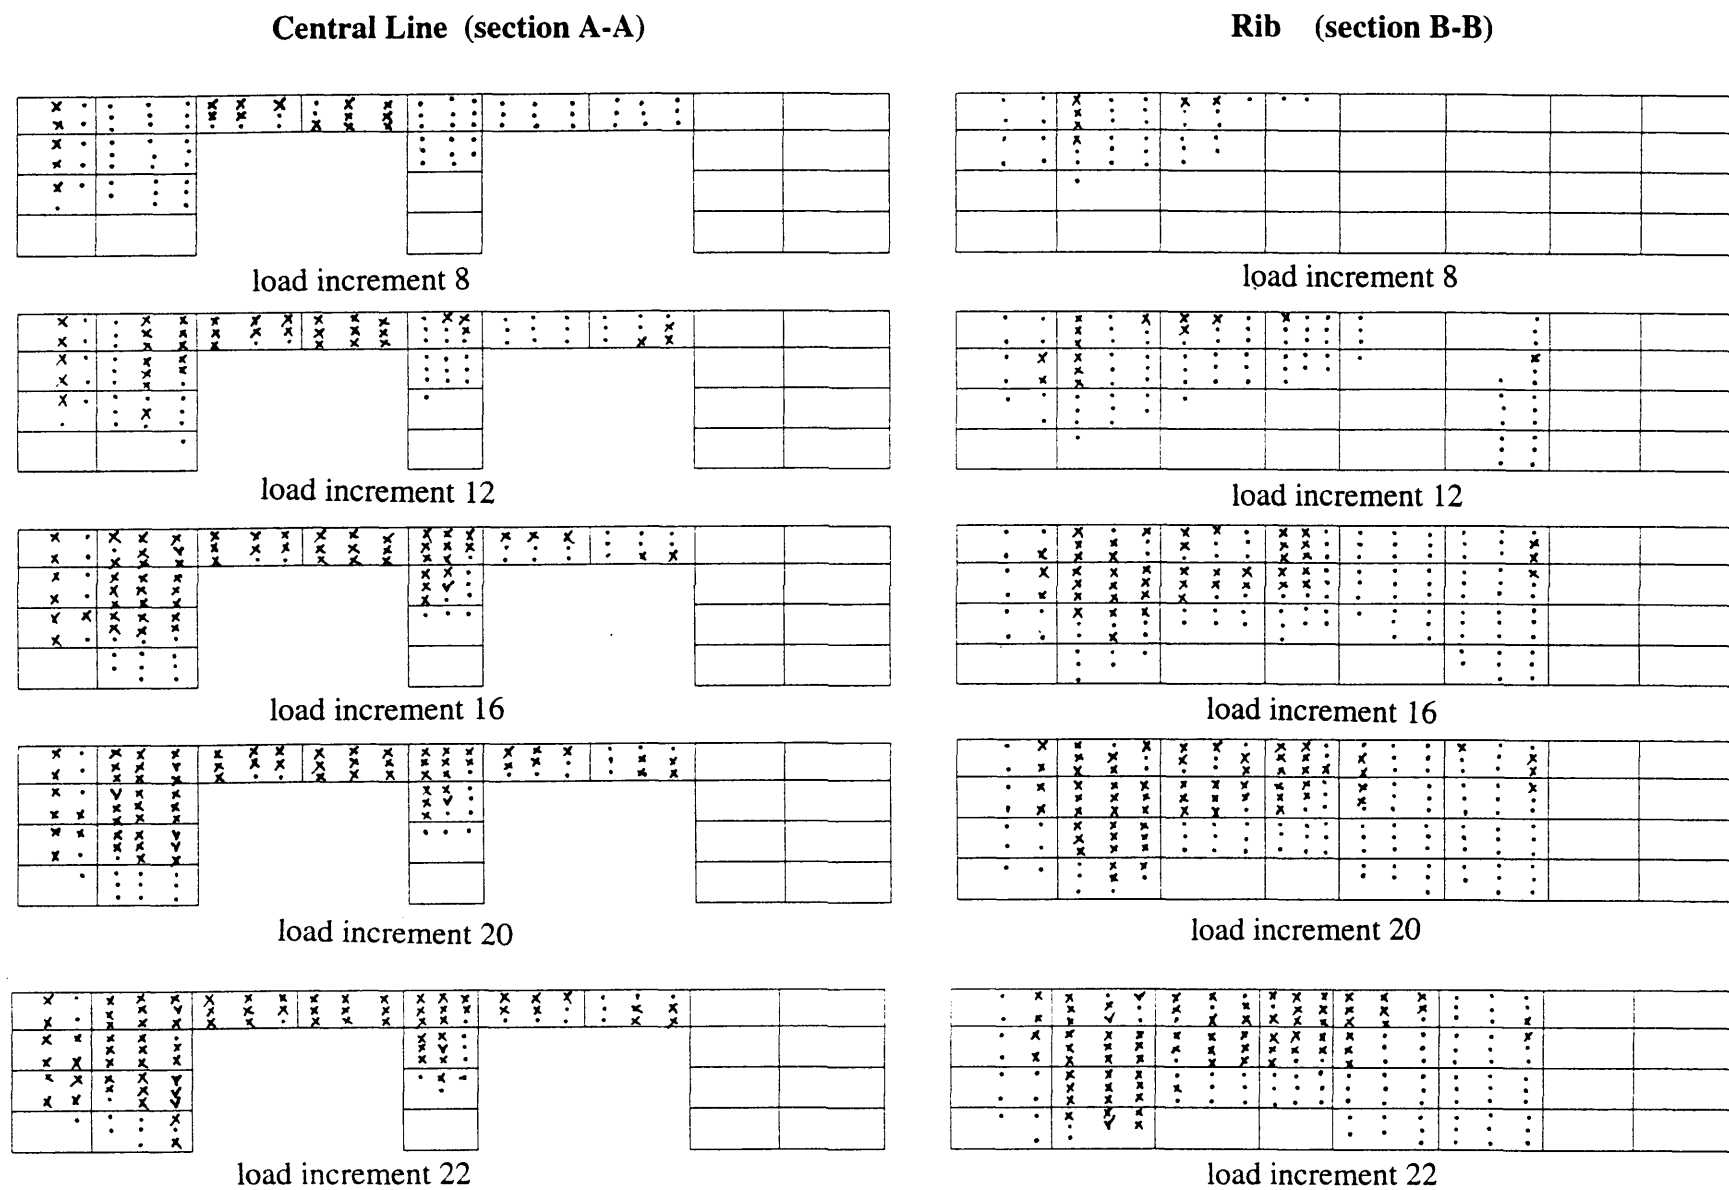 Central Line (section A-A)
Rib (section B-B)
load increment 8
load increment 8
load increment 12
load increment 12
load increment 16
load increment 16
load increment 20
load increment 20
load increment 22
load increment 22